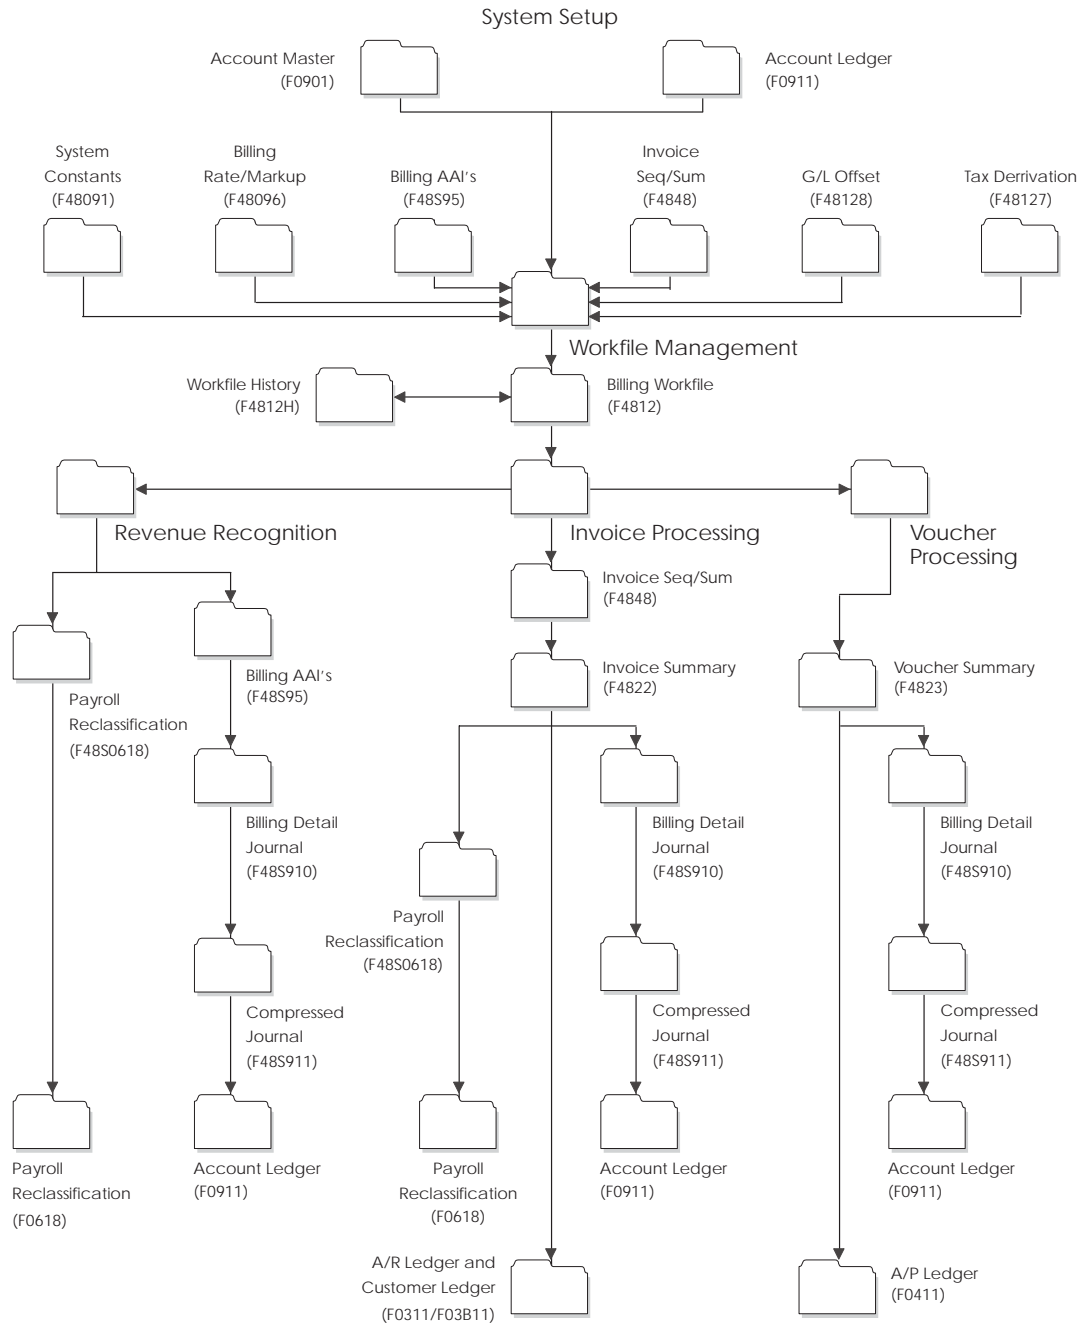 System Setup
Account Master
(F0901)
Account Ledger
(F0911)
System
Constants
(F48091)
Billing
Rate/Markup
(F48096)
Billing AAI's
(F48S95)
Invoice
Seq/Sum
(F4848)
G/L Offset
(F48128)
Tax Derrivation
(F48127)
Workfile Management
Workfile History
(F4812H)
Billing Workfile
(F4812)
Revenue Recognition
Invoice Processing
Voucher
Processing
Invoice Seq/Sum
(F4848)
Billing AAI's
(F48S95)
Invoice Summary
(F4822)
Voucher Summary
(F4823)
Payroll
Reclassification
(F48S0618)
Billing Detail
Journal
(F48S910)
Billing Detail
Journal
(F48S910)
Billing Detail
Journal
(F48S910)
Payroll
Reclassification
(F48S0618)
Compressed
Journal
(F48S911)
Compressed
Journal
(F48S911)
Compressed
Journal
(F48S911)
Payroll
Reclassification
(F0618)
Account Ledger
(F0911)
Payroll
Reclassification
(F0618)
Account Ledger
(F0911)
Account Ledger
(F0911)
A/R Ledger and
Customer Ledger
(F0311/F03B11)
A/P Ledger
(F0411)